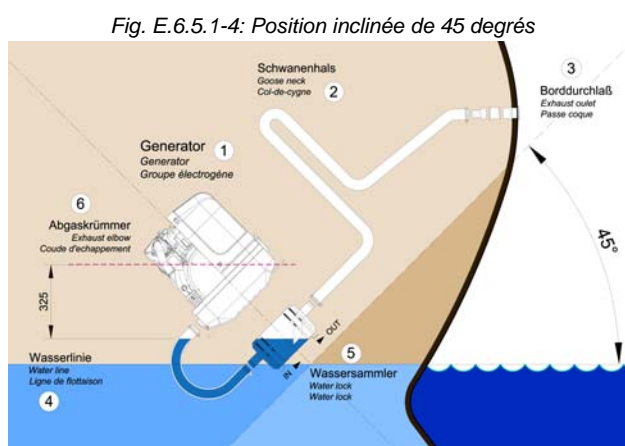 Fig. E.6.5.1-4: Position inclinée de 45 degrés
Schwanenhals
Goose neck
Col-de-cygne
2
3
Borddurchlaß
Exhaust oulet
Passe coque
Generator
Generator
Groupe électrogène
1
6
Abgaskrümmer
Exhaust elbow
Coude d'echappement
45°
325
OUT
IN
Wasserlinie
Water line
Ligne de flottaison
4
5
Wassersammler
Water lock
Water lock